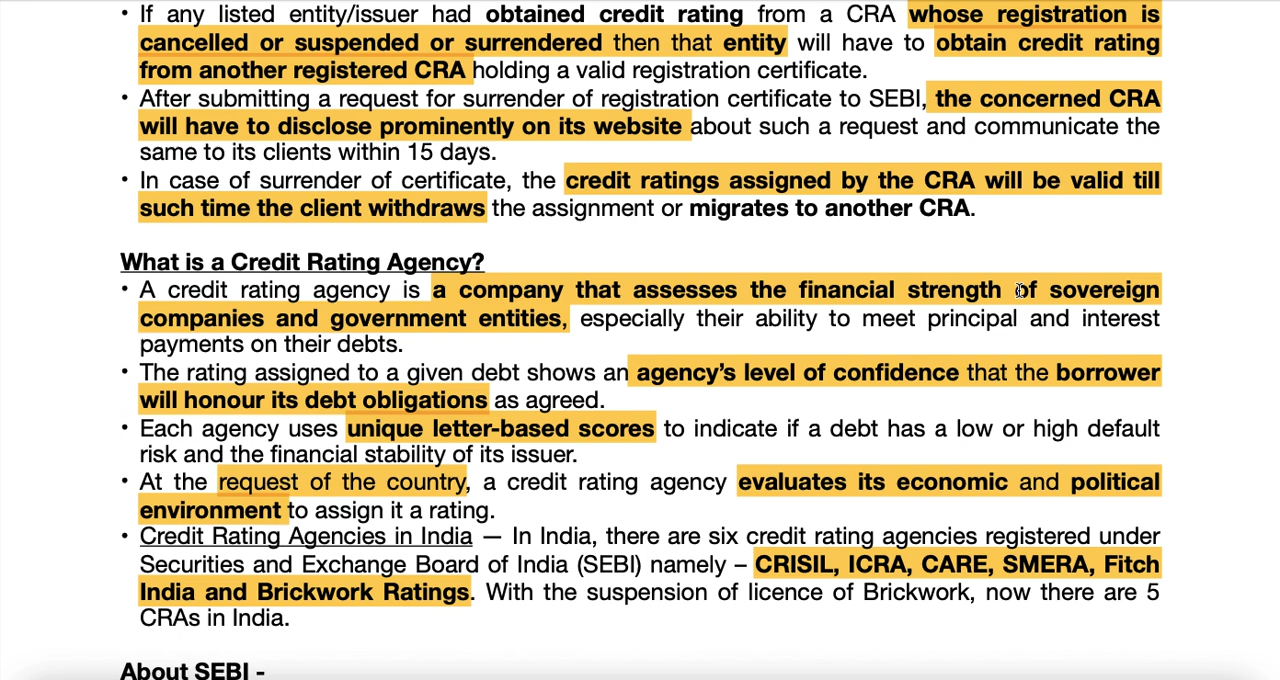 • If any listed entity/issuer had obtained credit rating from a CRA whose registration is
cancelled or suspended or surrendered then that entity will have to obtain credit rating
from another registered CRA holding a valid registration certificate.
• After submitting a request for surrender of registration certificate to SEBI, the concerned CRA
will have to disclose prominently on its website about such a request and communicate the
same to its clients within 15 days.
• In case of surrender of certificate, the credit ratings assigned by the CRA will be valid till
such time the client withdraws the assignment or migrates to another CRA.
What is a Credit Rating Agency?
• A credit rating agency is a company that assesses the financial strength of sovereign
companies and government entities, especially their ability to meet principal and interest
payments on their debts.
• The rating assigned to a given debt shows an agency’s level of confidence that the borrower
will honour its debt obligations as agreed.
• Each agency uses unique letter-based scores to indicate if a debt has a low or high default
risk and the financial stability of its issuer.
• At the request of the country, a credit rating agency evaluates its economic and political
environment to assign it a rating.
• Credit Rating Agencies in India — In India, there are six credit rating agencies registered under
Securities and Exchange Board of India (SEBI) namely – CRISIL, ICRA, CARE, SMERA, Fitch
India and Brickwork Ratings. With the suspension of licence of Brickwork, now there are 5
CRAs in India.
About SEBI -